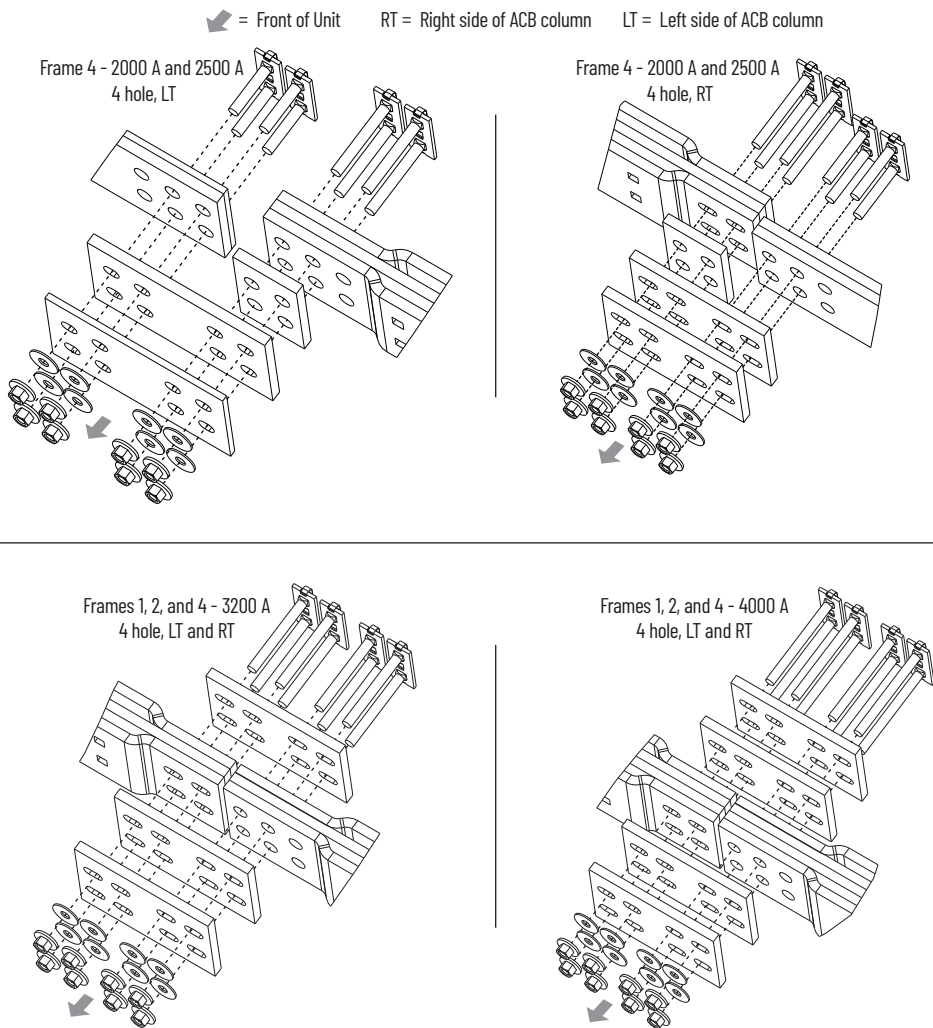 = Front of Unit RT = Right side of ACB column LT = Left side of ACB column
Frame 4 - 2000 A and 2500 A
4 hole, LT
Frame 4 - 2000 A and 2500 A
4 hole, RT
Frames 1, 2, and 4 - 3200 A
4 hole, LT and RT
Frames 1, 2, and 4 - 4000 A
4 hole, LT and RT